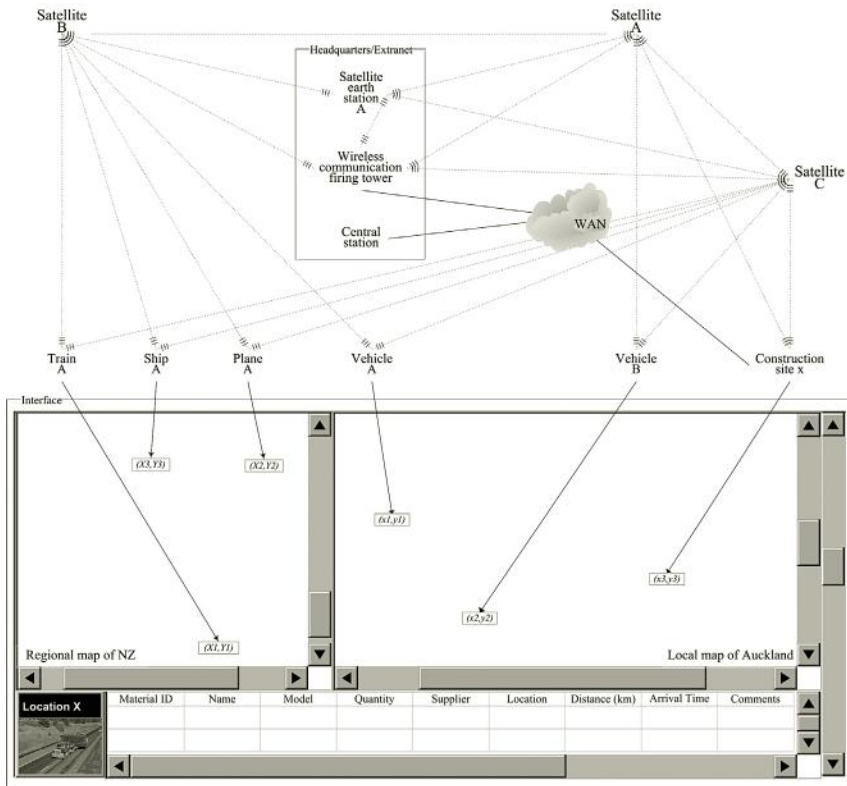 Satellite
B
Satellite
A
Headquarters/Extranet
Satellite
earth
station
A
Wireless
communication
firing tower
Satellite
C
WAN
Central
station
Train
A
Ship
A
Plane
A
Vehicle
A
Vehicle
B
Construction
site x
Interface
(X3,Y3)
(X2,Y2)
(x1,y1)
(x3,y3)
(x2,y2)
(X1,Y1)
Regional map of NZ
Local map of Auckland
Location X
Material ID Name Model Quantity Supplier Location Distance (km) Arrival Time Comments